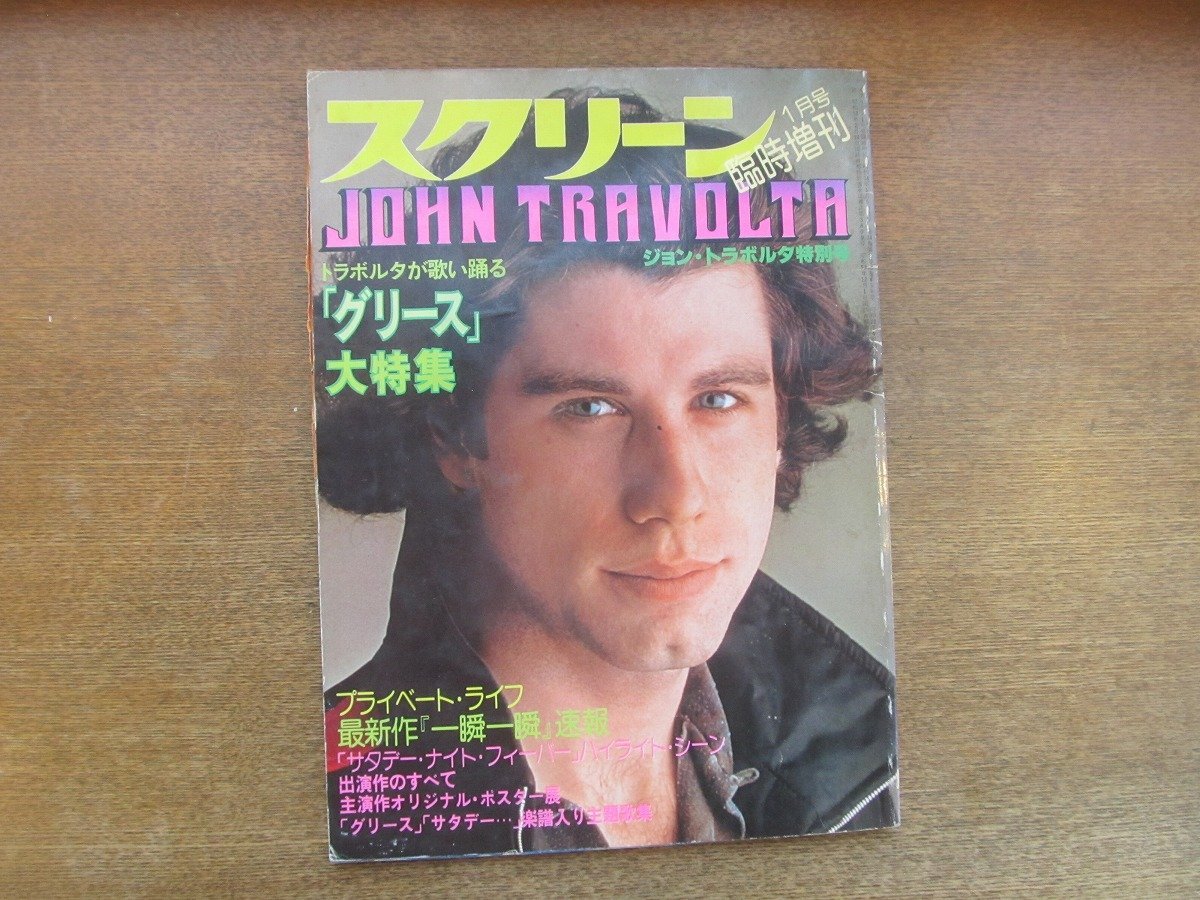 スクリーン
1月号
臨時増刊
JOHN TRAVOLTA
ジョン・トラボルタ特別号
トラボルタが歌い踊る
「グリース」
大特集
プライベート・ライフ
最新作『一瞬一瞬』速報
「サタデー・ナイト・フィーバー」ハイライト・シーン
出演作のすべて
主演作オリジナル・ポスター展
「グリース」「サタデー…」楽譜入り主題歌集